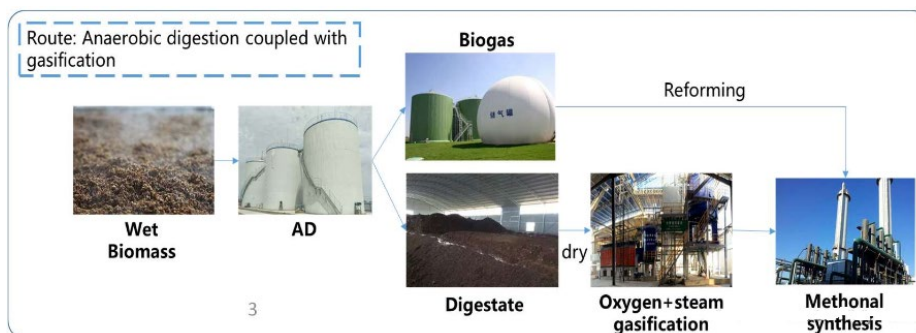 Route: Anaerobic digestion coupled with
gasification
Biogas
Reforming
Wet
Biomass
AD
dry
Digestate
Oxygen+steam
gasification
Methonal
synthesis
3